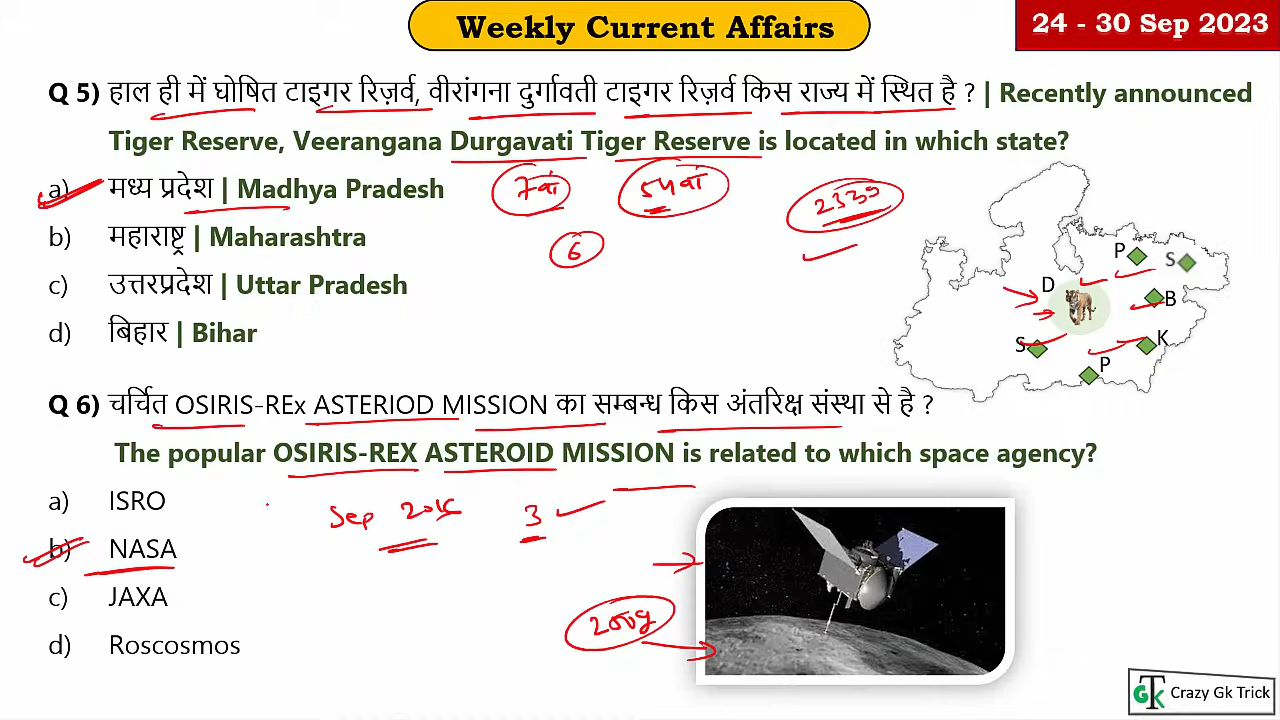 Weekly Current Affairs
24 - 30 Sep 2023
Q 5) हाल ही में घोषित टाइगर रिज़र्व, वीरांगना दुर्गावती टाइगर रिज़र्व किस राज्य में स्थित है ? | Recently announced
Tiger Reserve, Veerangana Durgavati Tiger Reserve is located in which state?
a) मध्य प्रदेश | Madhya Pradesh
7वां
54वां
2339
b) महाराष्ट्र | Maharashtra
6
c) उत्तरप्रदेश | Uttar Pradesh
d) बिहार | Bihar
P
S
D
B
S
K
P
Q 6) चर्चित OSIRIS-REx ASTERIOD MISSION का सम्बन्ध किस अंतरिक्ष संस्था से है ?
The popular OSIRIS-REX ASTEROID MISSION is related to which space agency?
a) ISRO
Sep 2016
3
b) NASA
c) JAXA
200g
d) Roscosmos
GTK Crazy Gk Trick